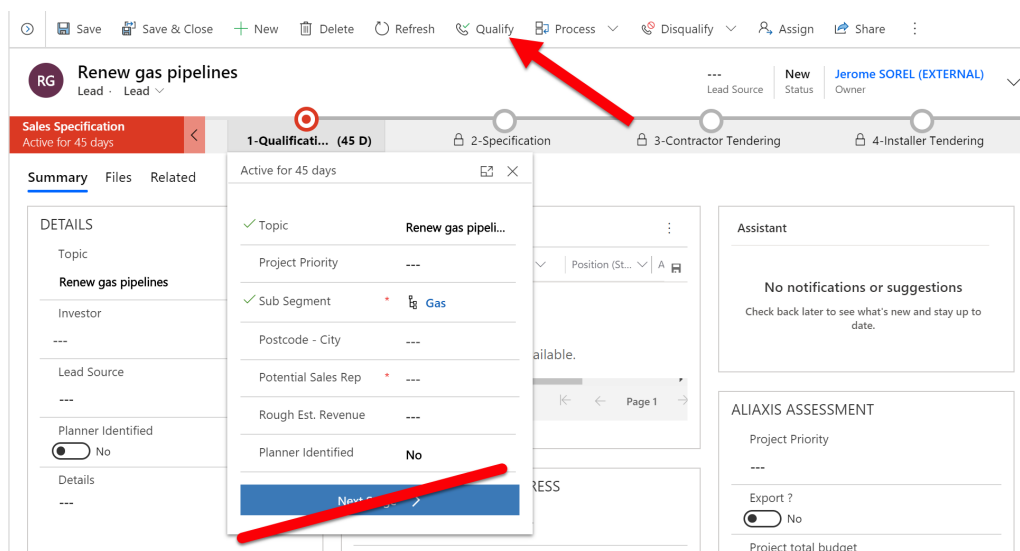 Save Save & Close New Delete Refresh Qualify Process Disqualify Assign Share
RG Renew gas pipelines
Lead · Lead
--- New Jerome SOREL (EXTERNAL)
Lead Source Status Owner
Sales Specification
Active for 45 days
1-Qualificati... (45 D) 2-Specification 3-Contractor Tendering 4-Installer Tendering
Summary Files Related
Active for 45 days
DETAILS
Topic
Renew gas pipelines
Investor
---
Lead Source
---
Planner Identified
No
Details
---
Topic Renew gas pipeli...
Project Priority ---
Sub Segment * Gas
Postcode - City ---
Potential Sales Rep * ---
Rough Est. Revenue ---
Planner Identified No
Next
Position (St... A
ailable.
Page 1
RESS
Assistant
No notifications or suggestions
Check back later to see what's new and stay up to
date.
ALIAXIS ASSESSMENT
Project Priority
---
Export ?
No
Project total budget